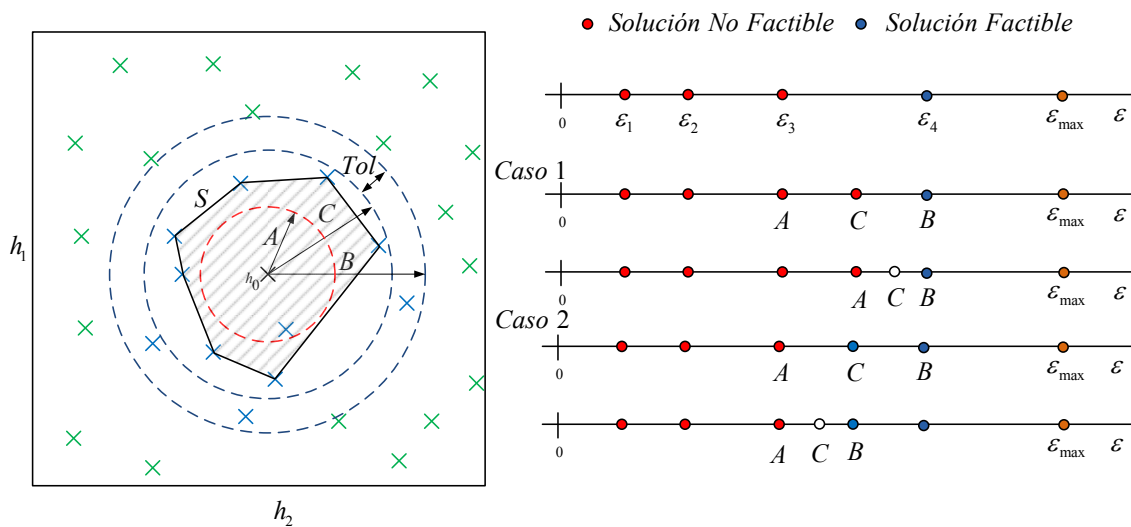 Solución No Factible Solución Factible
0 ε₁ ε₂ ε₃ ε₄ εmax ε
Caso 1
0 A C B εmax ε
0 A C B εmax ε
Caso 2
0 A C B εmax ε
0 A C B εmax ε
Tol
S
C
A
B
h₀
h₁
h₂